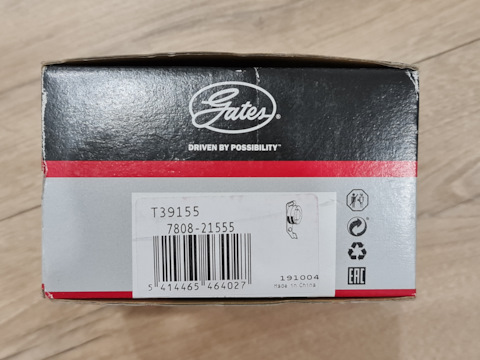 Gates®
DRIVEN BY POSSIBILITY™
T39155
7808-21555
5 414465 464027
191004
Made in China
EAC